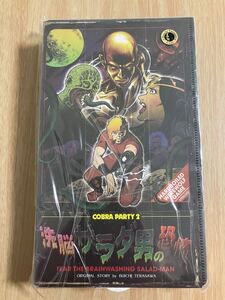 COBRA PARTY 2
洗脳サラダ男の恐怖
FEAR THE BRAINWASHING SALAD-MAN
ORIGINAL STORY by BUICHI TERASAWA